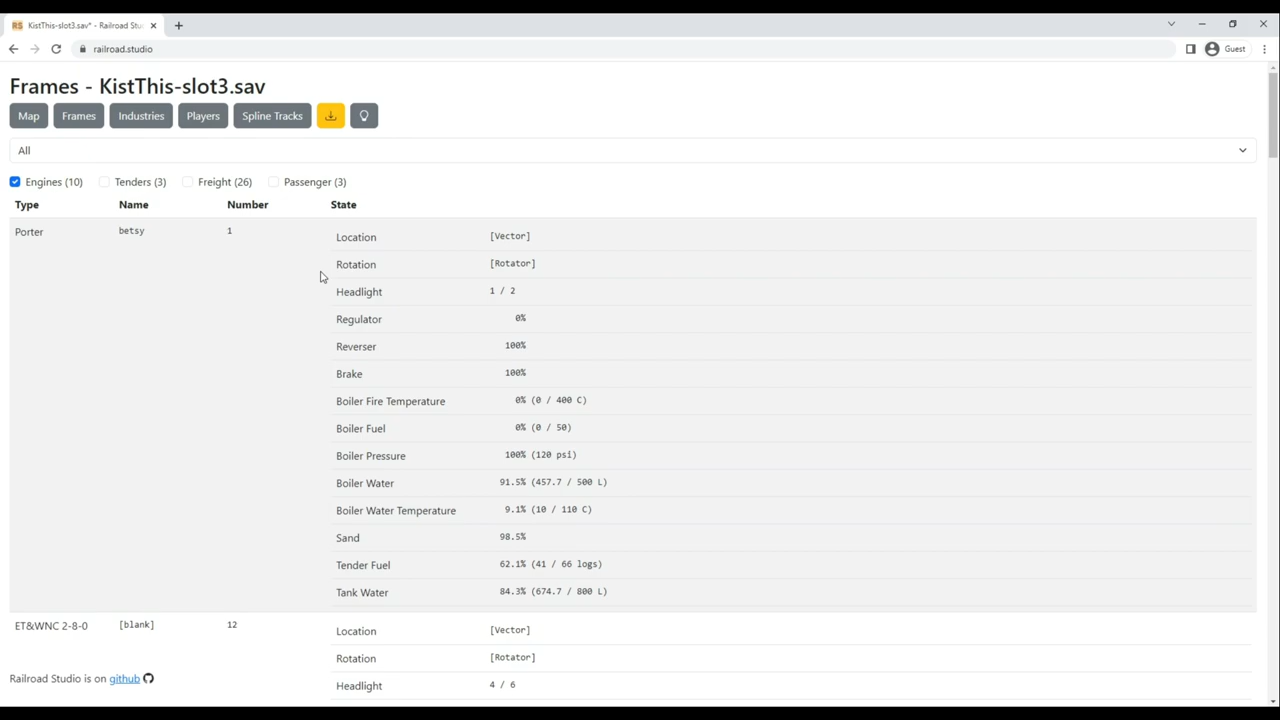 KistThis-slot3.sav* - Railroad Stu
railroad.studio
Guest
Frames - KistThis-slot3.sav
Map Frames Industries Players Spline Tracks
All
Engines (10) Tenders (3) Freight (26) Passenger (3)
Type Name Number State
Porter betsy 1
Location [Vector]
Rotation [Rotator]
Headlight 1 / 2
Regulator 0%
Reverser 100%
Brake 100%
Boiler Fire Temperature 0% (0 / 400 C)
Boiler Fuel 0% (0 / 50)
Boiler Pressure 100% (120 psi)
Boiler Water 91.5% (457.7 / 500 L)
Boiler Water Temperature 9.1% (10 / 110 C)
Sand 98.5%
Tender Fuel 62.1% (41 / 66 logs)
Tank Water 84.3% (674.7 / 800 L)
ET&WNC 2-8-0 [blank] 12
Location [Vector]
Rotation [Rotator]
Headlight 4 / 6
Railroad Studio is on github